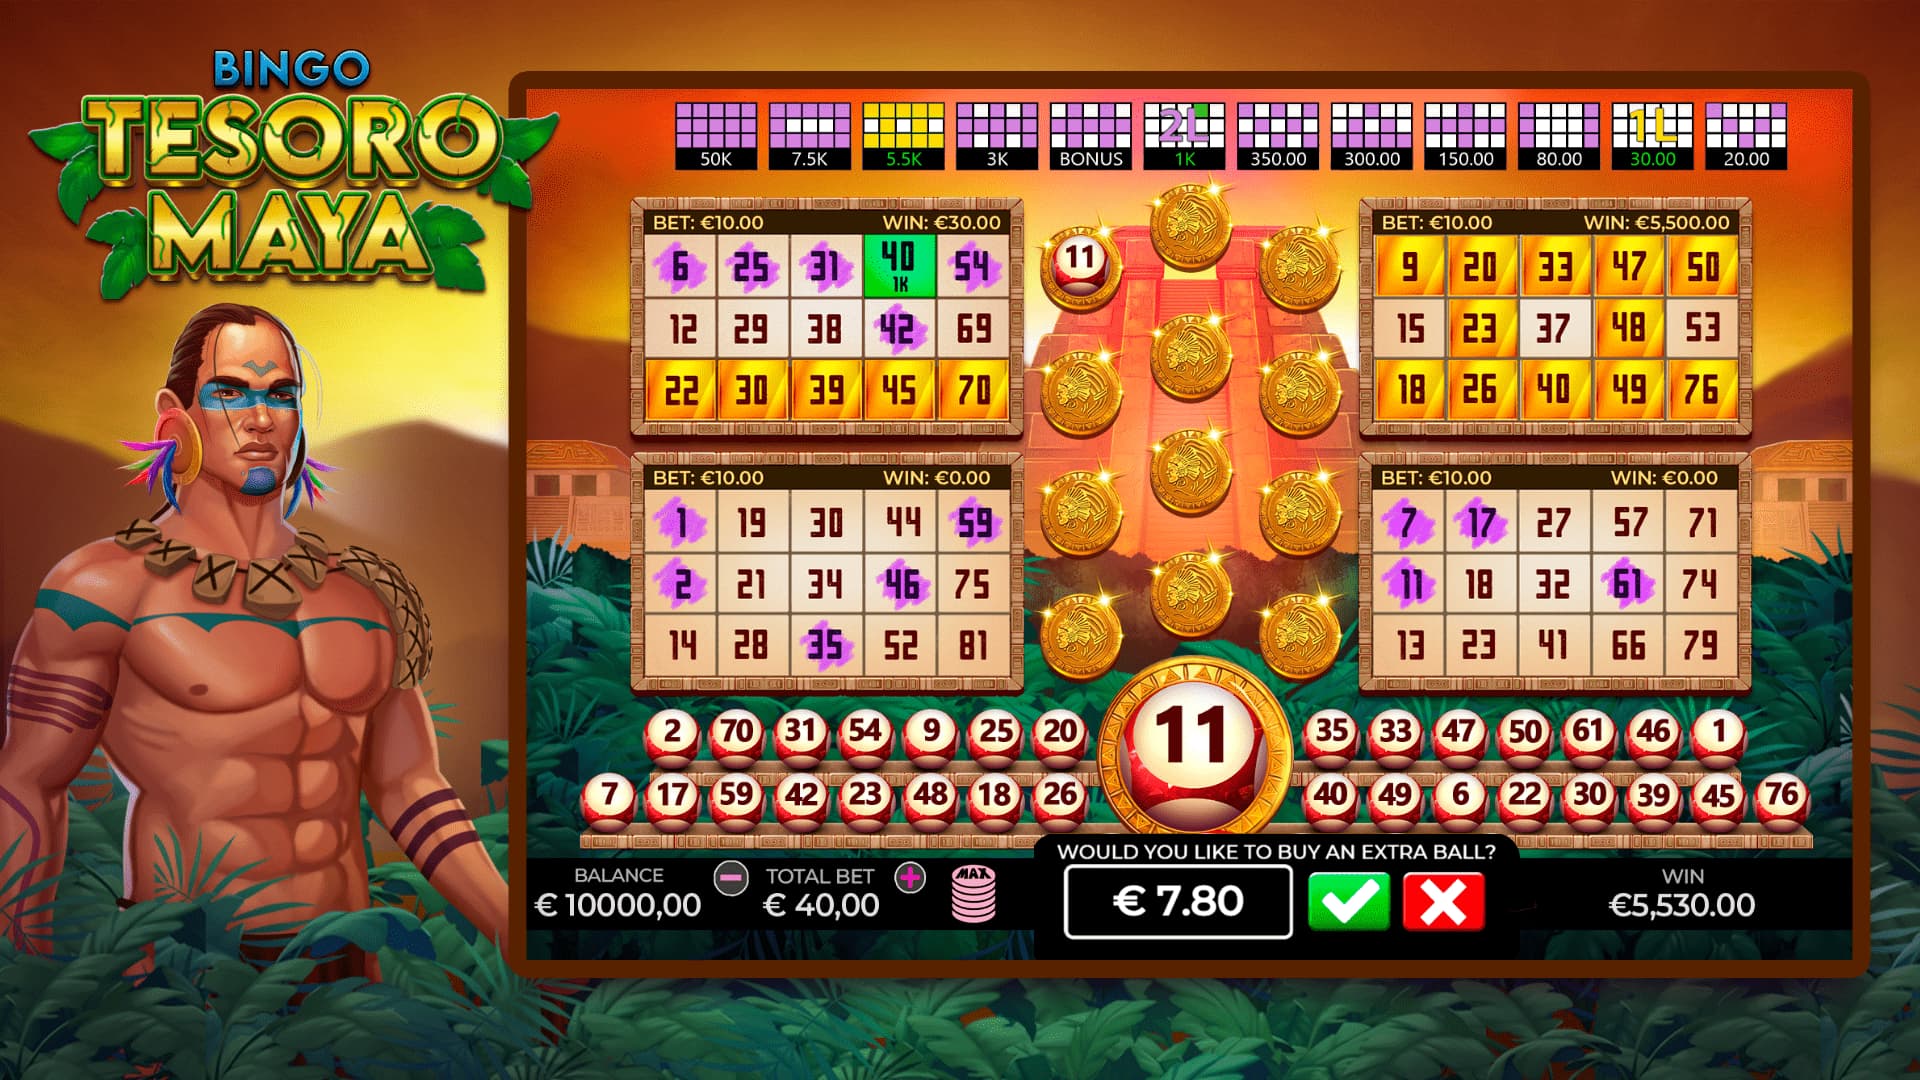 BINGO
TESORO
MAYA
50K 7.5K 5.5K 3K BONUS 2L 1K 350.00 300.00 150.00 80.00 1L 30.00 20.00
BET: €10.00 WIN: €30.00
6 25 31 40 1K 54
12 29 38 42 69
22 30 39 45 70
11
BET: €10.00 WIN: €5,500.00
9 20 33 47 50
15 23 37 48 53
18 26 40 49 76
BET: €10.00 WIN: €0.00
1 19 30 44 59
2 21 34 46 75
14 28 35 52 81
BET: €10.00 WIN: €0.00
7 17 27 57 71
11 18 32 61 74
13 23 41 66 79
2 70 31 54 9 25 20 11 35 33 47 50 61 46 1
7 17 59 42 23 48 18 26 40 49 6 22 30 39 45 76
WOULD YOU LIKE TO BUY AN EXTRA BALL?
BALANCE TOTAL BET MAX WIN
€ 10000,00 € 40,00 € 7.80 €5,530.00